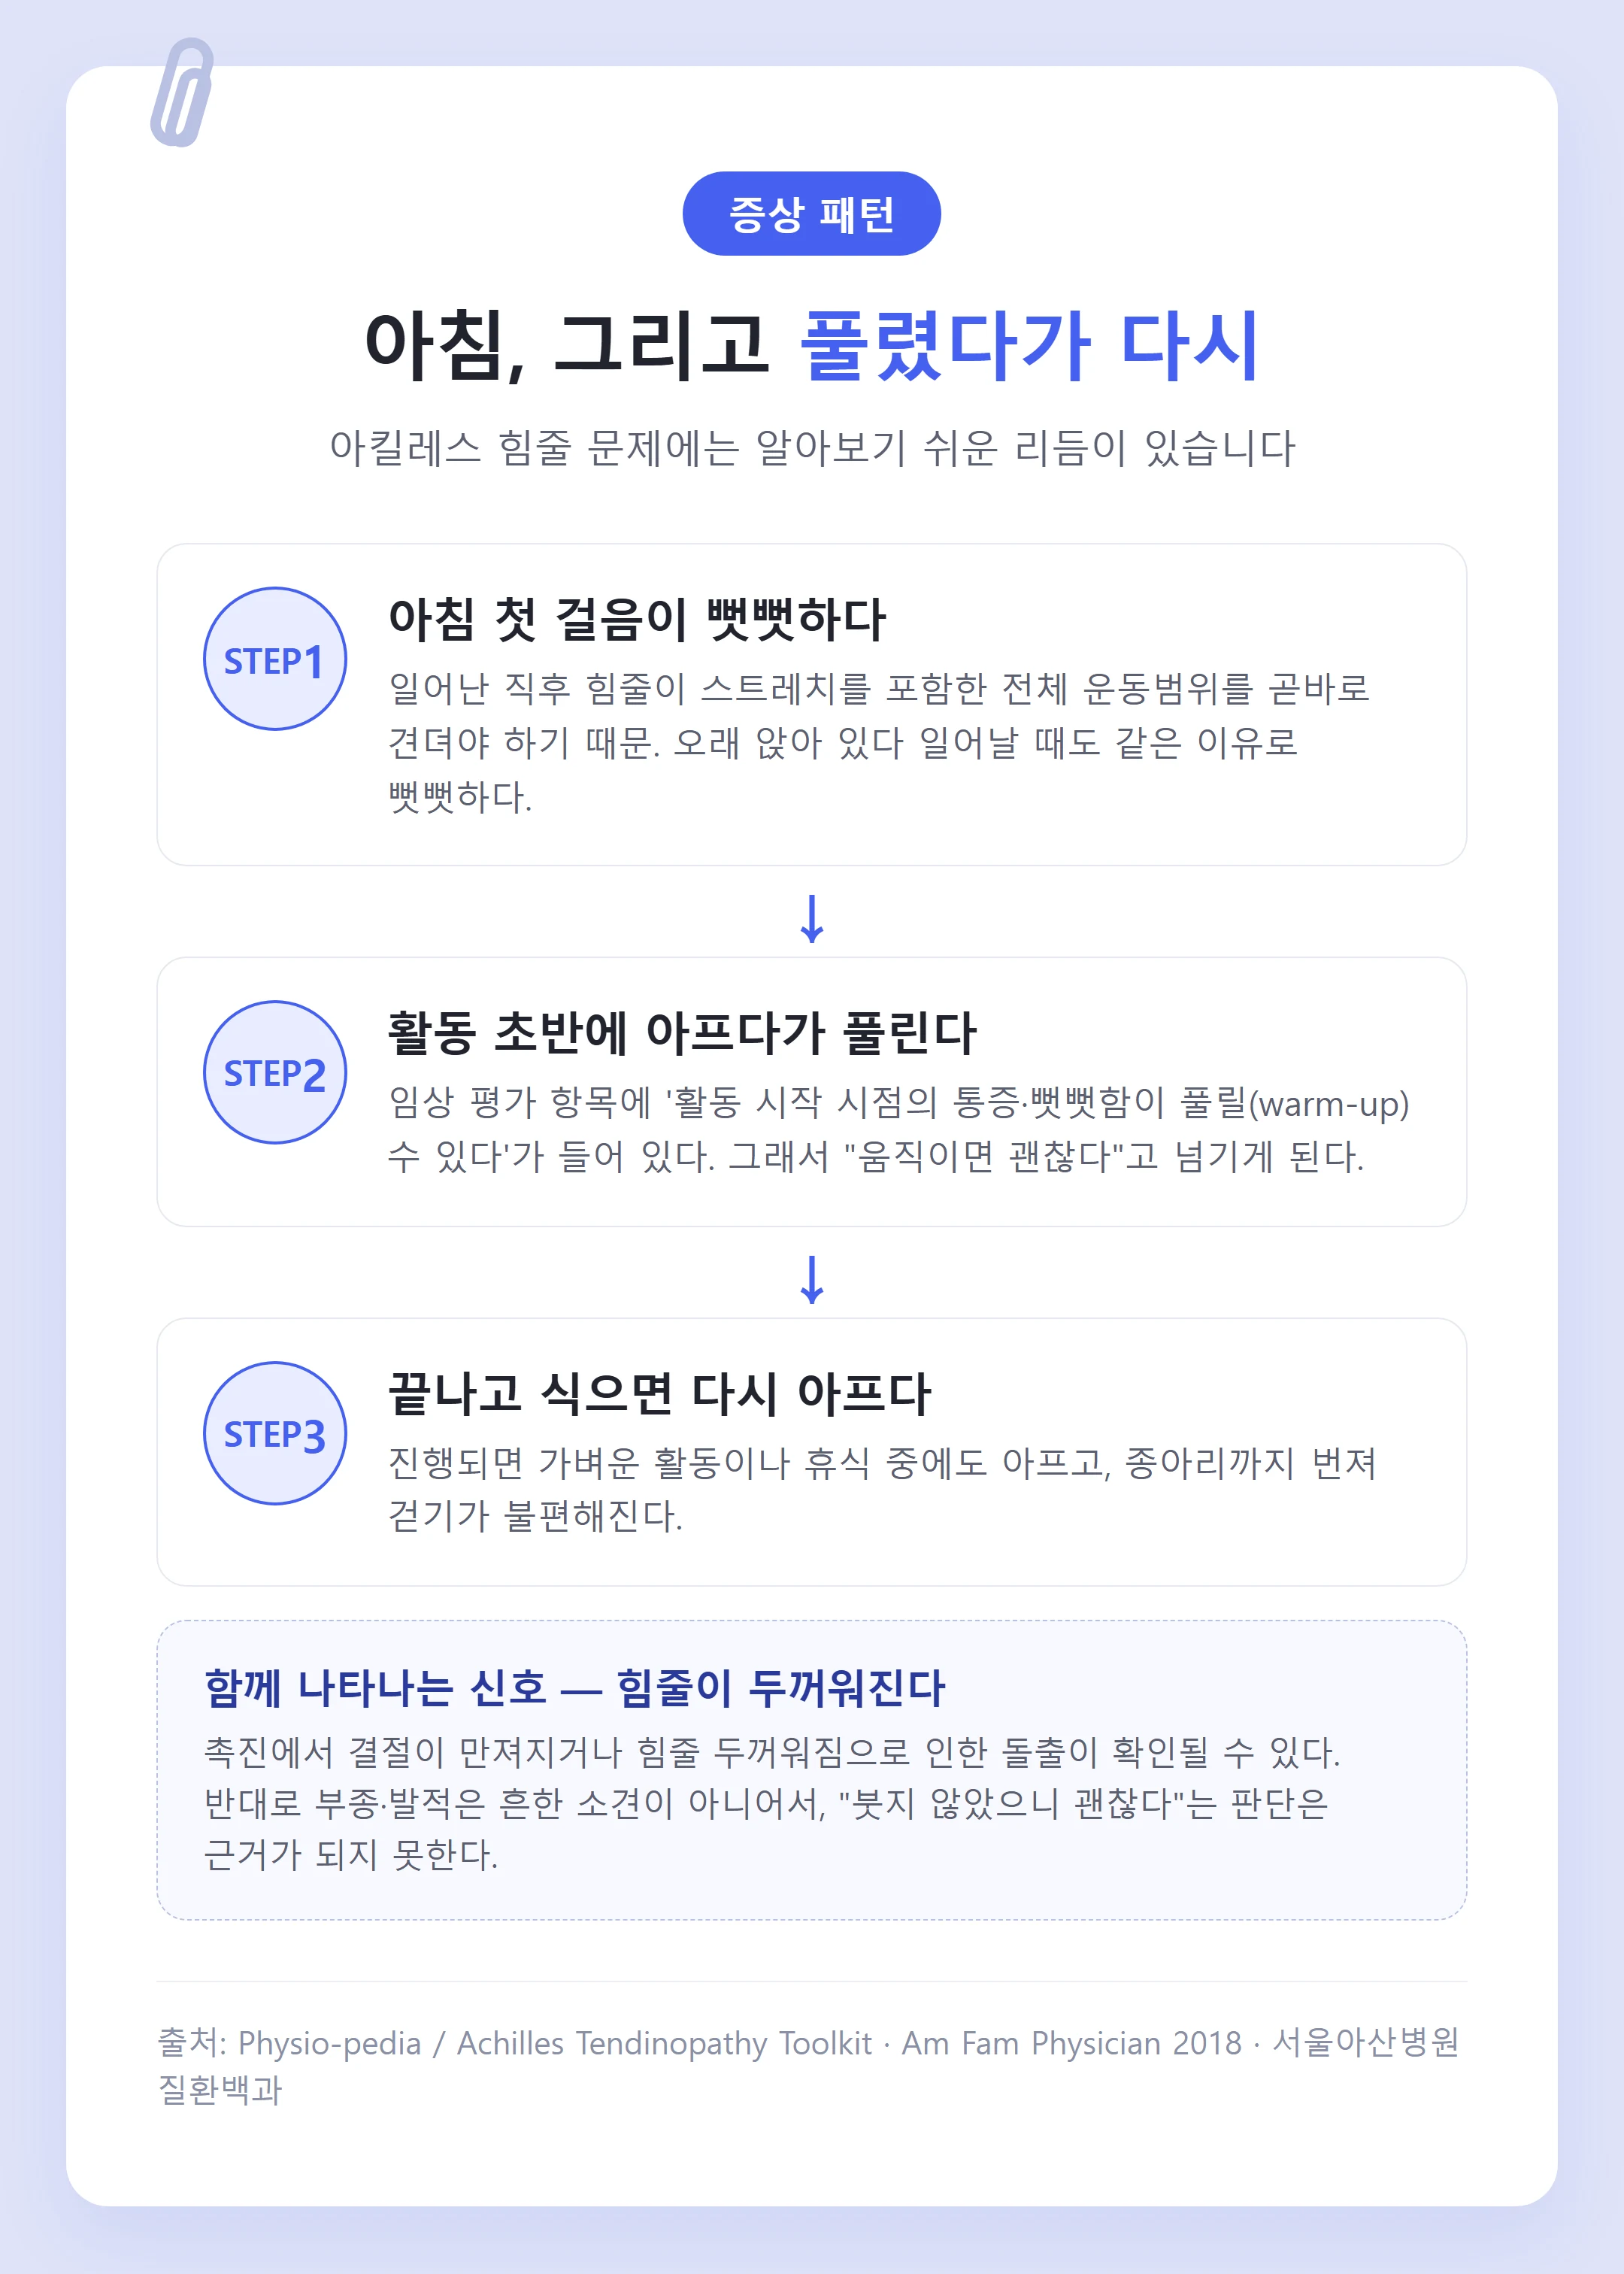 증상 패턴
아침, 그리고 풀렸다가 다시
아킬레스 힘줄 문제에는 알아보기 쉬운 리듬이 있습니다
STEP1
아침 첫 걸음이 뻣뻣하다
일어난 직후 힘줄이 스트레치를 포함한 전체 운동범위를 곧바로
견뎌야 하기 때문. 오래 앉아 있다 일어날 때도 같은 이유로
뻣뻣하다.
↓
STEP2
활동 초반에 아프다가 풀린다
임상 평가 항목에 '활동 시작 시점의 통증·뻣뻣함이 풀릴(warm-up)
수 있다'가 들어 있다. 그래서 "움직이면 괜찮다"고 넘기게 된다.
↓
STEP3
끝나고 식으면 다시 아프다
진행되면 가벼운 활동이나 휴식 중에도 아프고, 종아리까지 번져
걷기가 불편해진다.
함께 나타나는 신호 — 힘줄이 두꺼워진다
촉진에서 결절이 만져지거나 힘줄 두꺼워짐으로 인한 돌출이 확인될 수 있다.
반대로 부종·발적은 흔한 소견이 아니어서, "붓지 않았으니 괜찮다"는 판단은
근거가 되지 못한다.
출처: Physio-pedia / Achilles Tendinopathy Toolkit · Am Fam Physician 2018 · 서울아산병원
질환백과